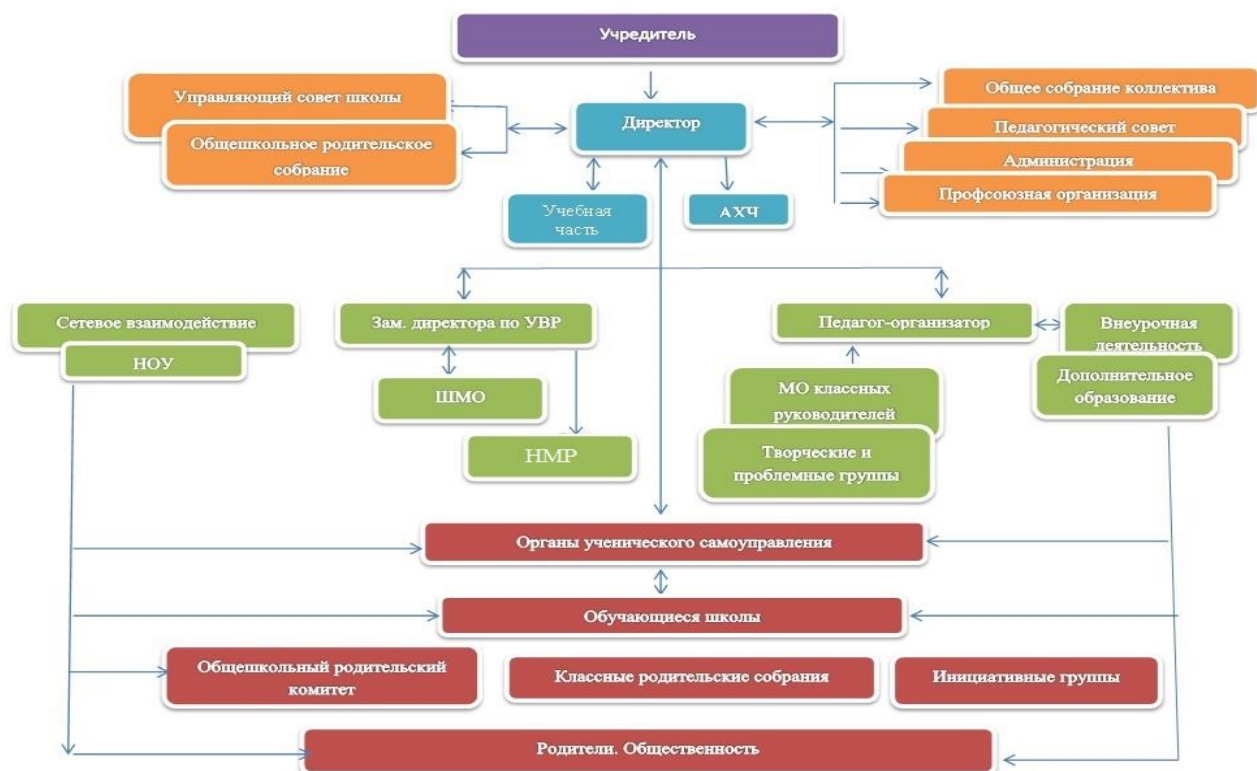 Учредитель
Управляющий совет школы
Общешкольное родительское
собрание
Директор
Общее собрание коллектива
Педагогический совет
Администрация
Профсоюзная организация
Учебная
часть
АХЧ
Сетевое взаимодействие
НОУ
Зам. директора по УВР
ШМО
НМР
Педагог-организатор
Внеурочная
деятельность
Дополнительное
образование
МО классных
руководителей
Творческие и
проблемные группы
Органы ученического самоуправления
Обучающиеся школы
Общешкольный родительский
комитет
Классные родительские собрания
Инициативные группы
Родители. Общественность